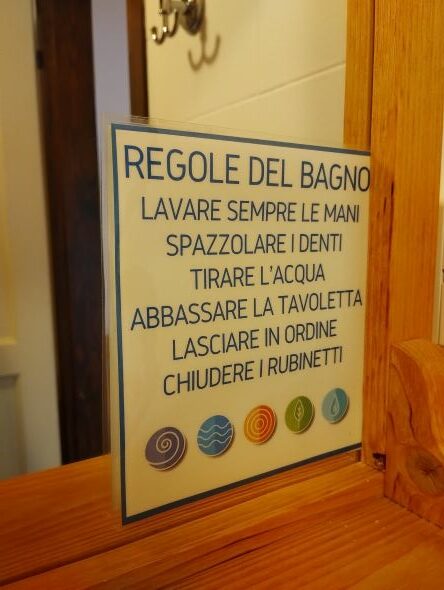 REGOLE DEL BAGNO
LAVARE SEMPRE LE MANI
SPAZZOLARE I DENTI
TIRARE L'ACQUA
ABBASSARE LA TAVOLETTA
LASCIARE IN ORDINE
CHIUDERE I RUBINETTI